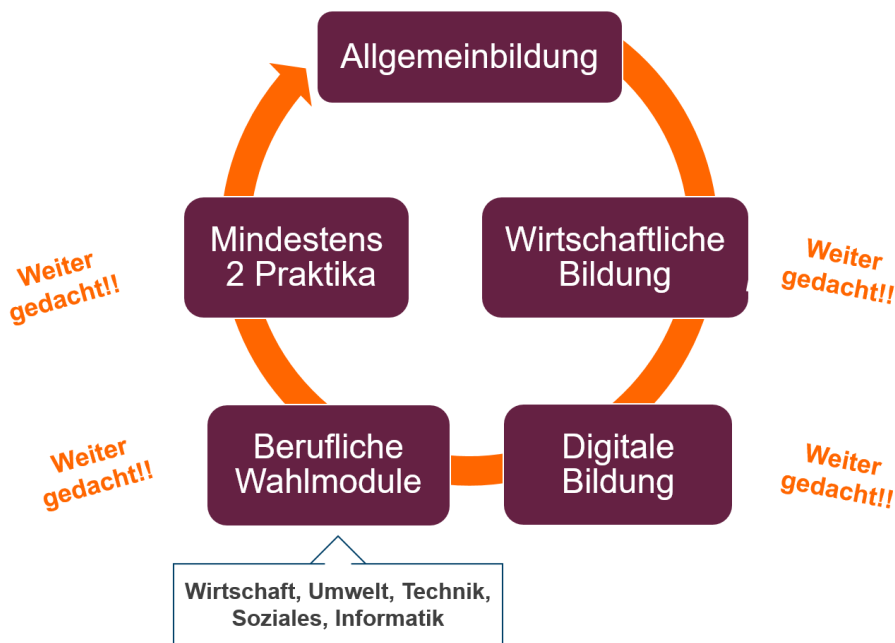 Allgemeinbildung
Wirtschaftliche
Bildung
Weiter
gedacht!!
Digitale
Bildung
Weiter
gedacht!!
Berufliche
Wahlmodule
Weiter
gedacht!!
Wirtschaft, Umwelt, Technik,
Soziales, Informatik
Mindestens
2 Praktika
Weiter
gedacht!!